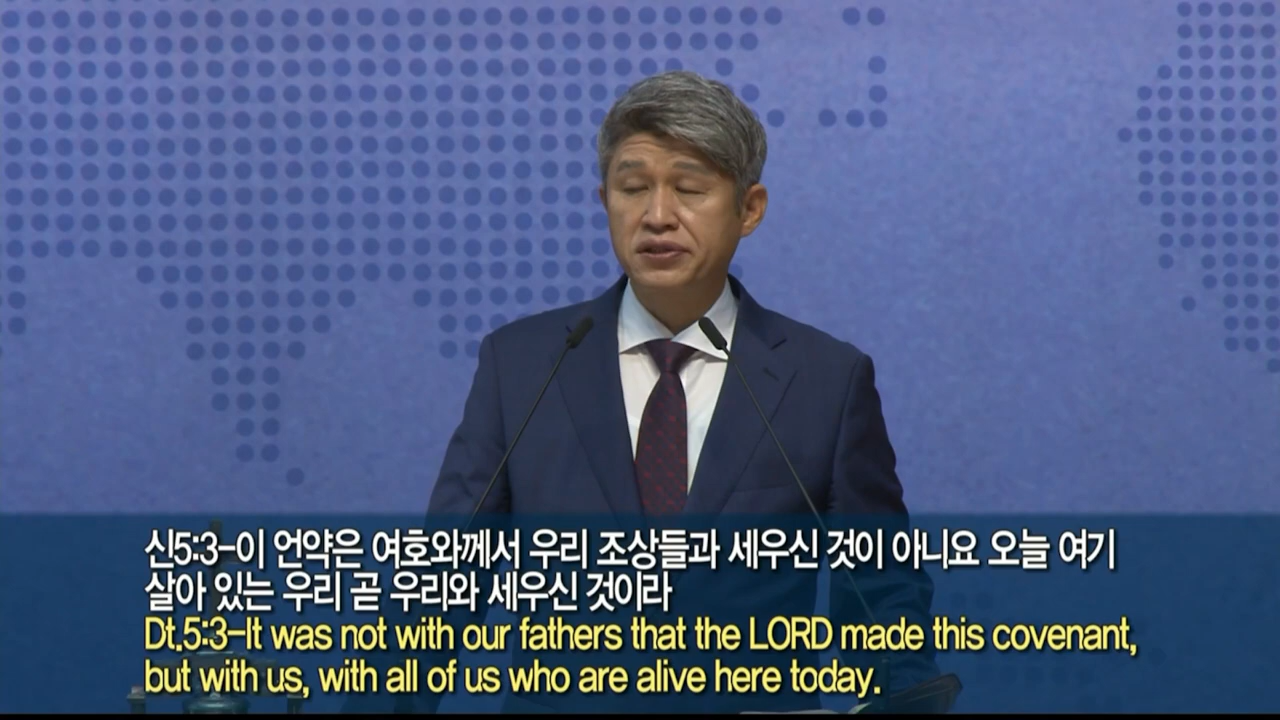 신5:3-이 언약은 여호와께서 우리 조상들과 세우신 것이 아니요 오늘 여기
살아 있는 우리 곧 우리와 세우신 것이라
Dt.5:3-It was not with our fathers that the LORD made this covenant,
but with us, with all of us who are alive here today.